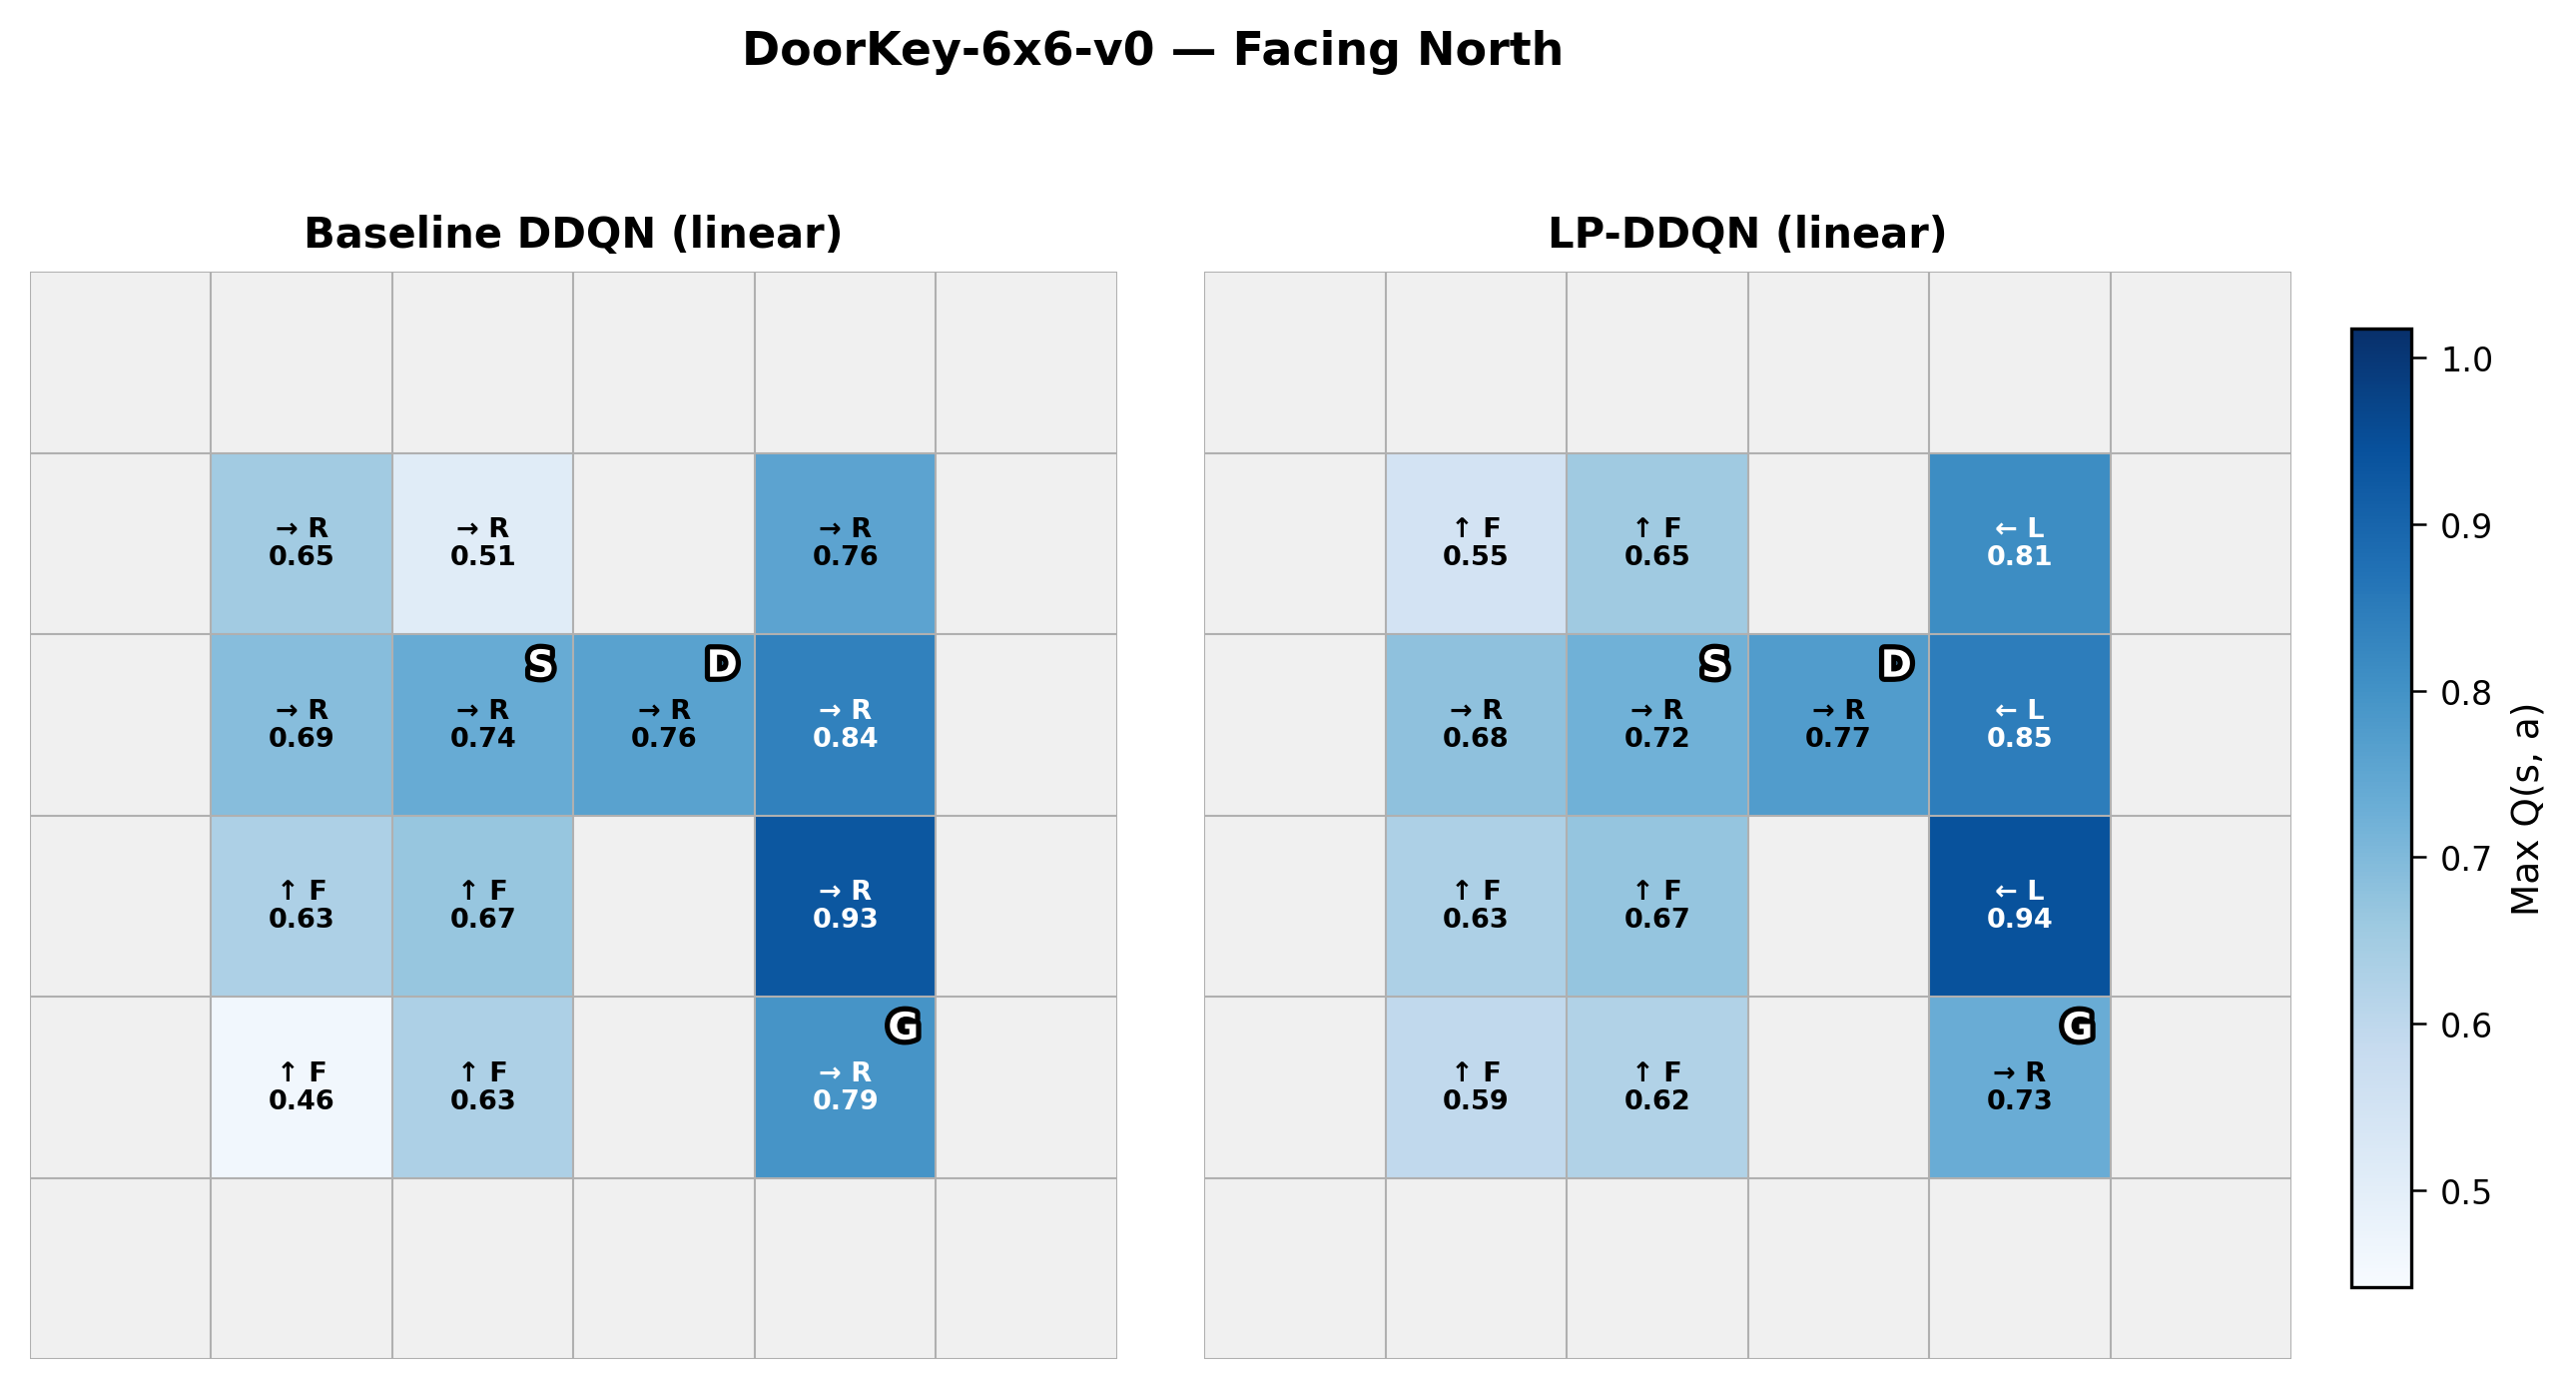 DoorKey-6x6-v0 — Facing North
Baseline DDQN (linear)
→ R → R → R
0.65 0.51 0.76
S D
→ R → R → R → R
0.69 0.74 0.76 0.84
↑ F ↑ F → R
0.63 0.67 0.93
G
↑ F ↑ F → R
0.46 0.63 0.79
LP-DDQN (linear)
↑ F ↑ F ← L
0.55 0.65 0.81
S D
→ R → R → R ← L
0.68 0.72 0.77 0.85
↑ F ↑ F ← L
0.63 0.67 0.94
G
↑ F ↑ F → R
0.59 0.62 0.73
1.0
0.9
0.8
0.7
0.6
0.5
Max Q(s, a)